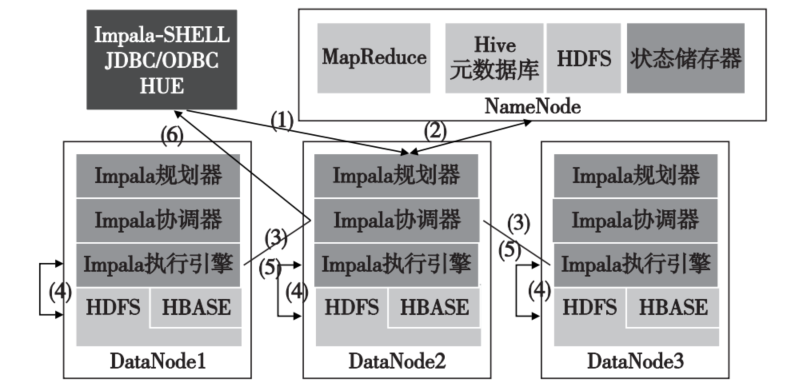 Impala-SHELL
JDBC/ODBC
HUE
MapReduce
Hive
元数据库
HDFS
状态储存器
NameNode
(1)
(2)
(6)
Impala规划器
Impala协调器
Impala执行引擎
HDFS
HBASE
DataNode1
(4)
(3)
(5)
Impala规划器
Impala协调器
Impala执行引擎
HDFS
HBASE
DataNode2
(4)
(3)
(5)
Impala规划器
Impala协调器
Impala执行引擎
HDFS
HBASE
DataNode3
(4)